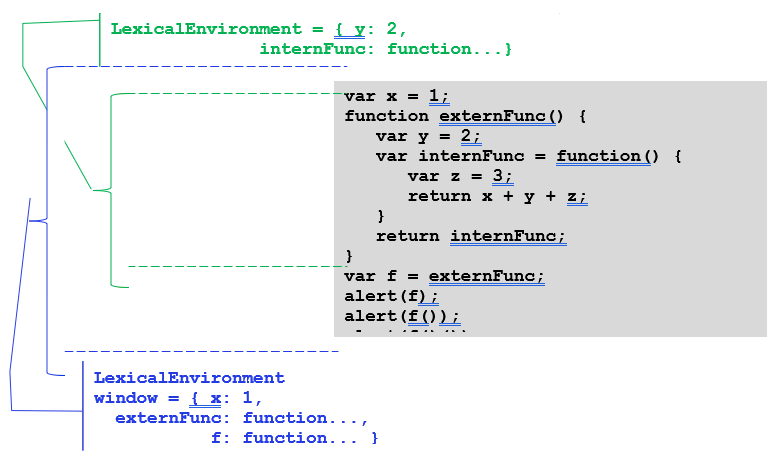 LexicalEnvironment = { y: 2,
internFunc: function...}
var x = 1;
function externFunc() {
var y = 2;
var internFunc = function() {
var z = 3;
return x + y + z;
}
return internFunc;
}
var f = externFunc;
alert(f);
alert(f());
LexicalEnvironment
window = { x: 1,
externFunc: function...,
f: function... }